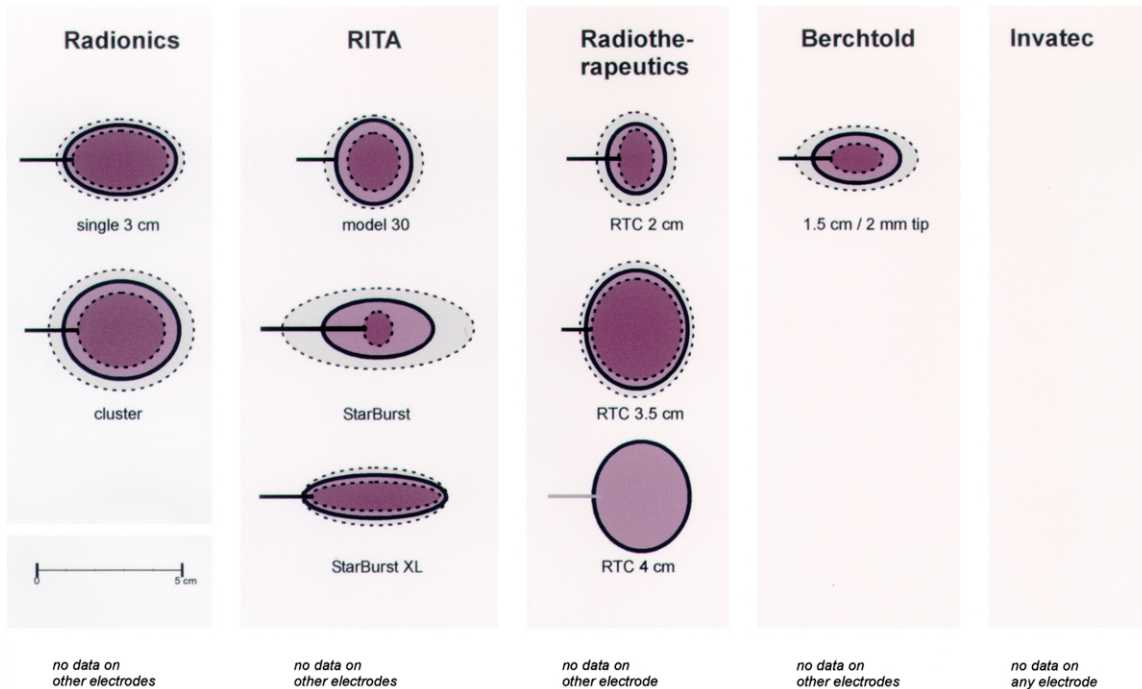 Radionics
single 3 cm
cluster
0 5 cm
no data on
other electrodes
RITA
model 30
StarBurst
StarBurst XL
no data on
other electrodes
Radiothe-
rapeutics
RTC 2 cm
RTC 3.5 cm
RTC 4 cm
no data on
other electrode
Berchtold
1.5 cm / 2 mm tip
no data on
other electrodes
Invatec
no data on
any electrode